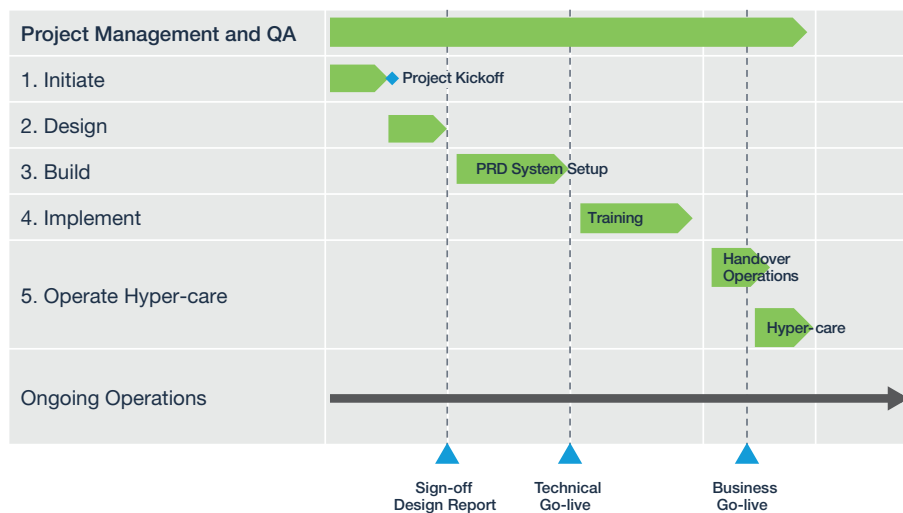 Project Management and QA
1. Initiate
Project Kickoff
2. Design
3. Build
PRD System Setup
4. Implement
Training
5. Operate Hyper-care
Handover
Operations
Hyper-care
Ongoing Operations
Sign-off
Design Report
Technical
Go-live
Business
Go-live